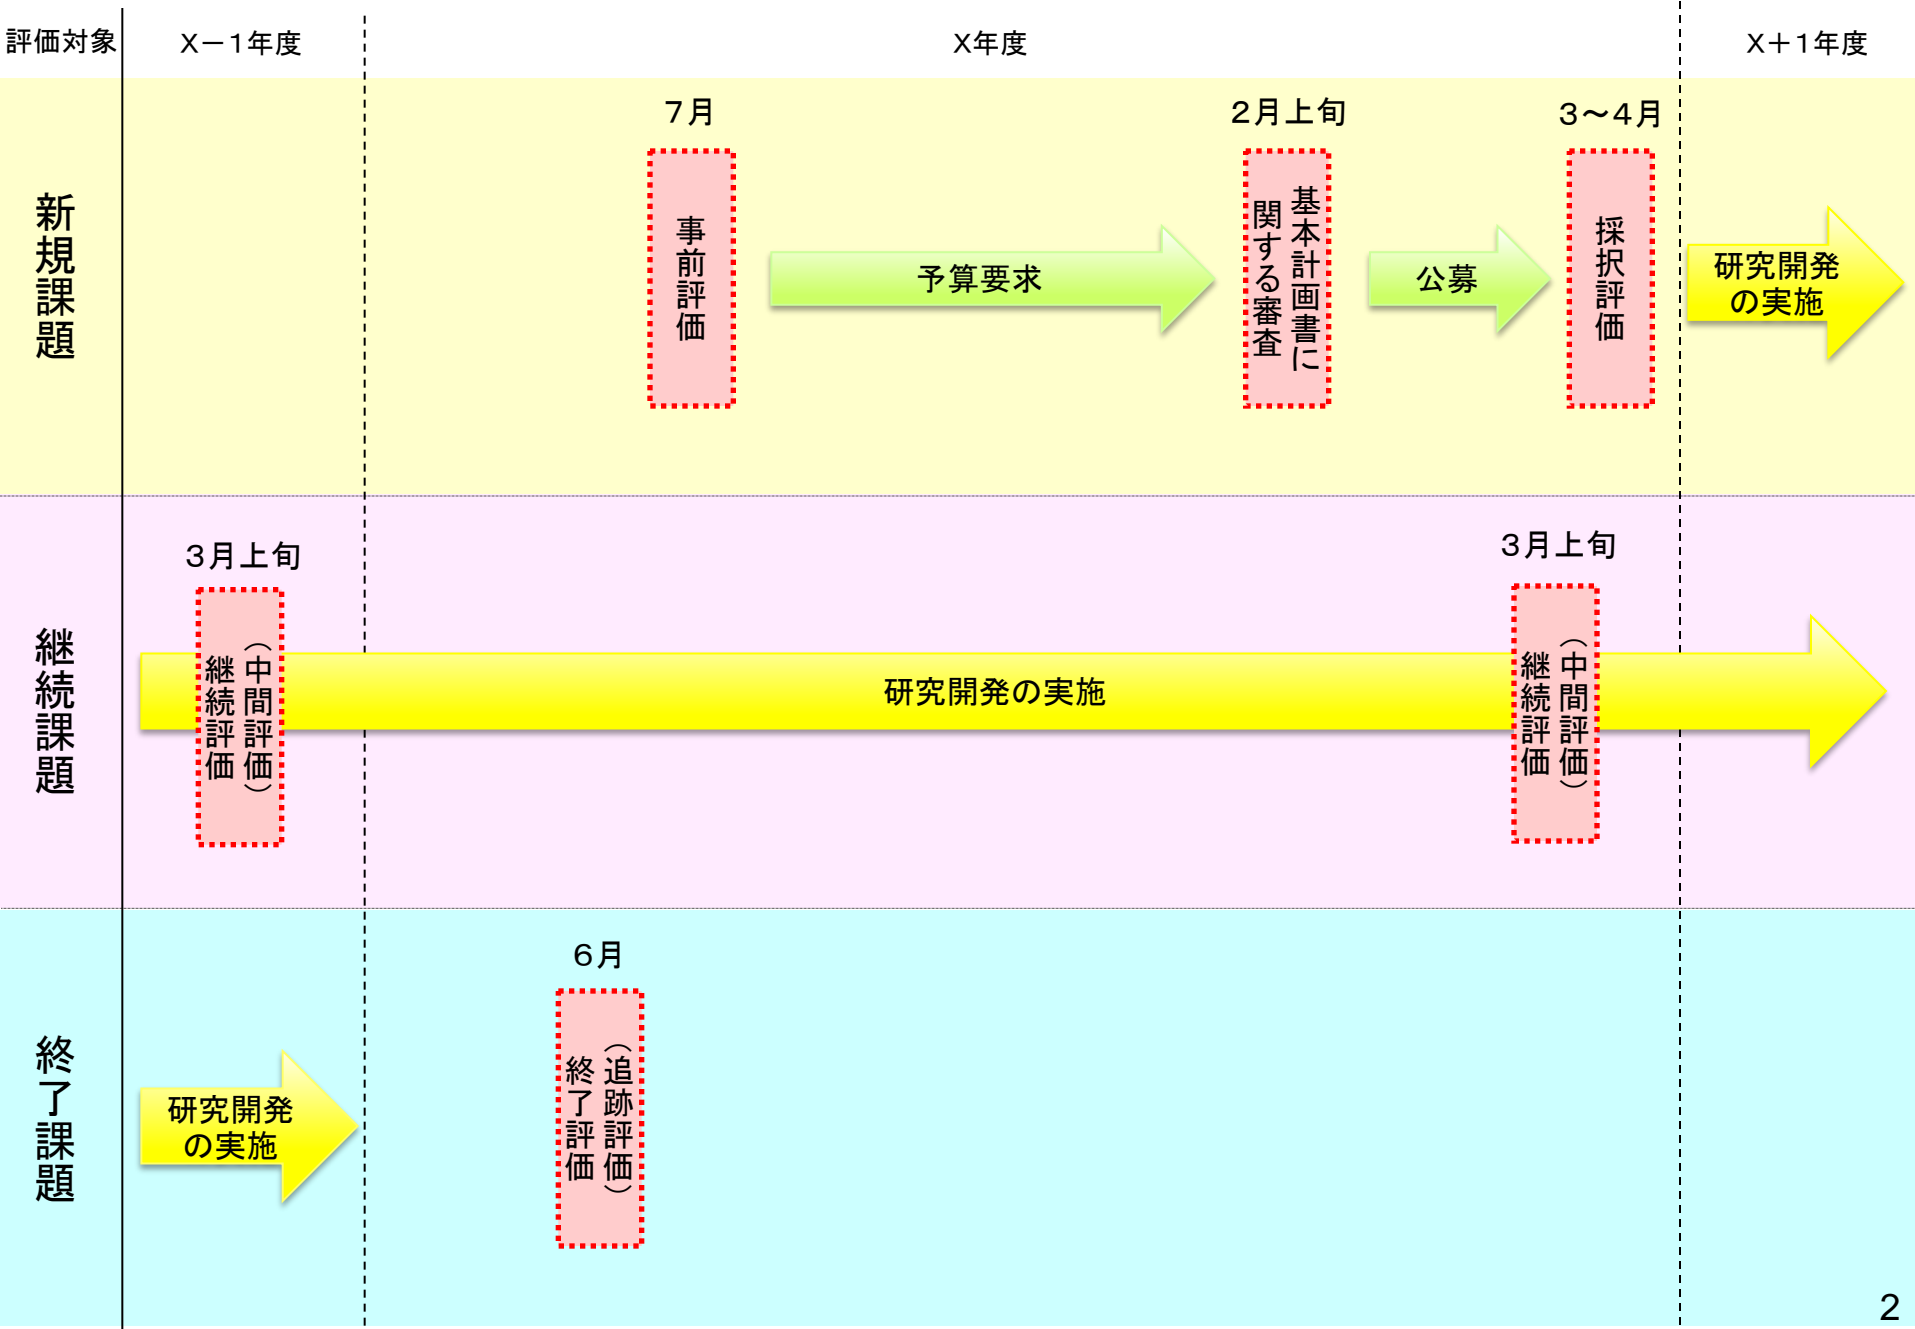 評価対象
X－1年度
X年度
X＋1年度
新規課題
7月
事前評価
予算要求
2月上旬
基本計画書に
関する審査
公募
3～4月
採択評価
研究開発
の実施
継続課題
3月上旬
（中間評価）
継続評価
研究開発の実施
3月上旬
（中間評価）
継続評価
終了課題
研究開発
の実施
6月
（追跡評価）
終了評価
2